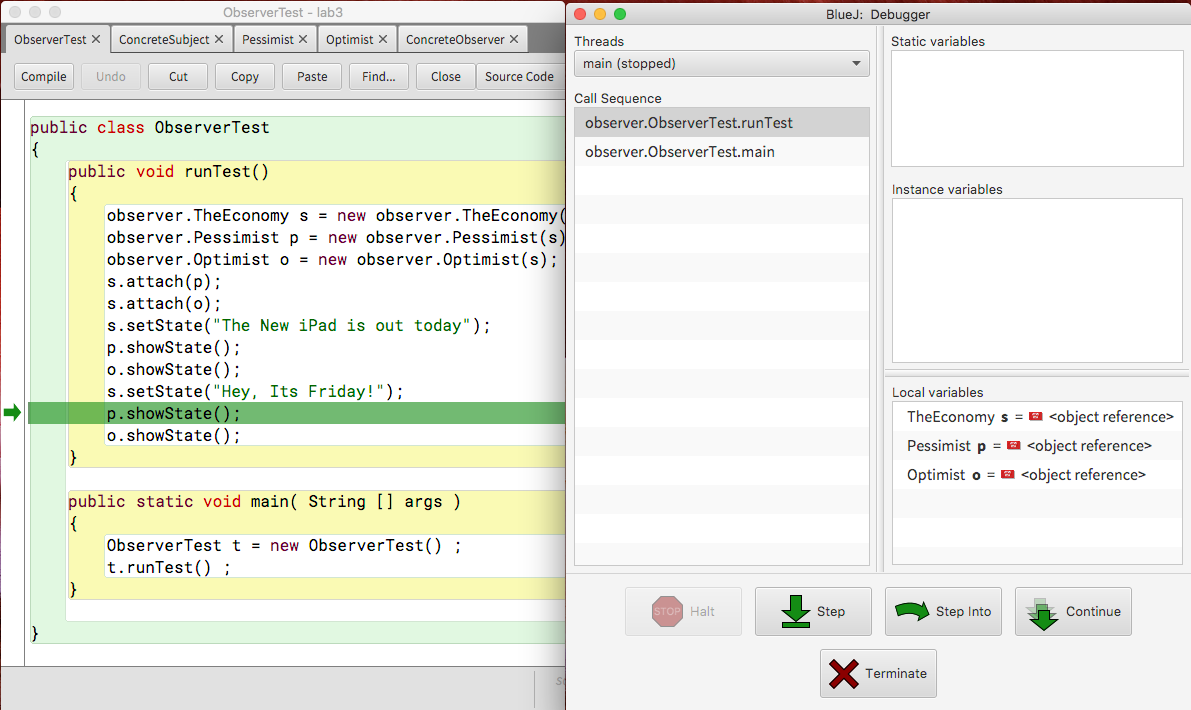 ObserverTest - lab3
ObserverTest ✕ ConcreteSubject ✕ Pessimist ✕ Optimist ✕ ConcreteObserver ✕
Compile Undo Cut Copy Paste Find... Close Source Code
public class ObserverTest
{
public void runTest()
{
observer.TheEconomy s = new observer.TheEconomy(
observer.Pessimist p = new observer.Pessimist(s)
observer.Optimist o = new observer.Optimist(s);
s.attach(p);
s.attach(o);
s.setState("The New iPad is out today");
p.showState();
o.showState();
s.setState("Hey, Its Friday!");
p.showState();
o.showState();
}
public static void main( String [] args )
{
ObserverTest t = new ObserverTest() ;
t.runTest() ;
}
}
BlueJ: Debugger
Threads
main (stopped)
Call Sequence
observer.ObserverTest.runTest
observer.ObserverTest.main
Static variables
Instance variables
Local variables
TheEconomy s = <object reference>
Pessimist p = <object reference>
Optimist o = <object reference>
STOP Halt
Step
Step Into
Continue
Terminate